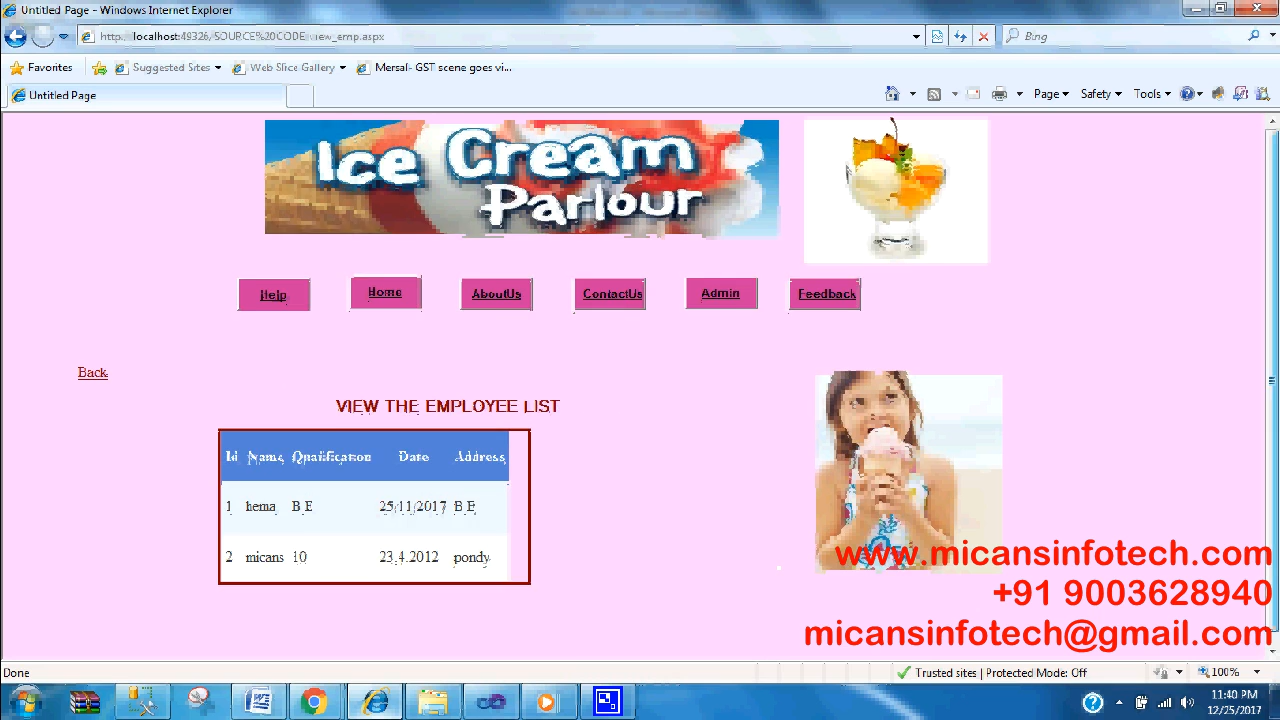 Untitled Page - Windows Internet Explorer
http://localhost:49326/SOURCE%20CODE/view_emp.aspx
Bing
Favorites Suggested Sites Web Slice Gallery Mersal- GST scene goes vi...
Untitled Page
Page Safety Tools
Ice Cream
Parlour
Help Home AboutUs ContactUs Admin Feedback
Back
VIEW THE EMPLOYEE LIST
Id Name Qualification Date Address
1 hema B.E 25/11/2017 B.E
2 micans 10 23.4.2012 pondy
www.micansinfotech.com
+91 9003628940
micansinfotech@gmail.com
Done
Trusted sites | Protected Mode: Off
100%
11:40 PM
12/25/2017